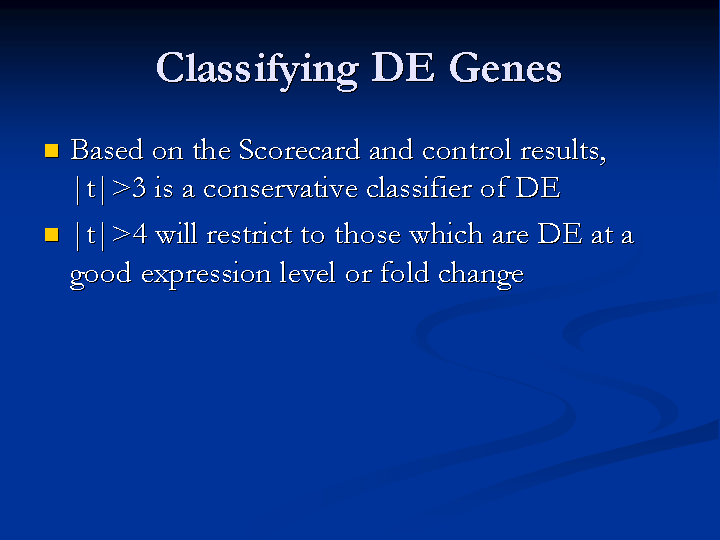 Classifying DE Genes
Based on the Scorecard and control results,
|t|>3 is a conservative classifier of DE
|t|>4 will restrict to those which are DE at a
good expression level or fold change